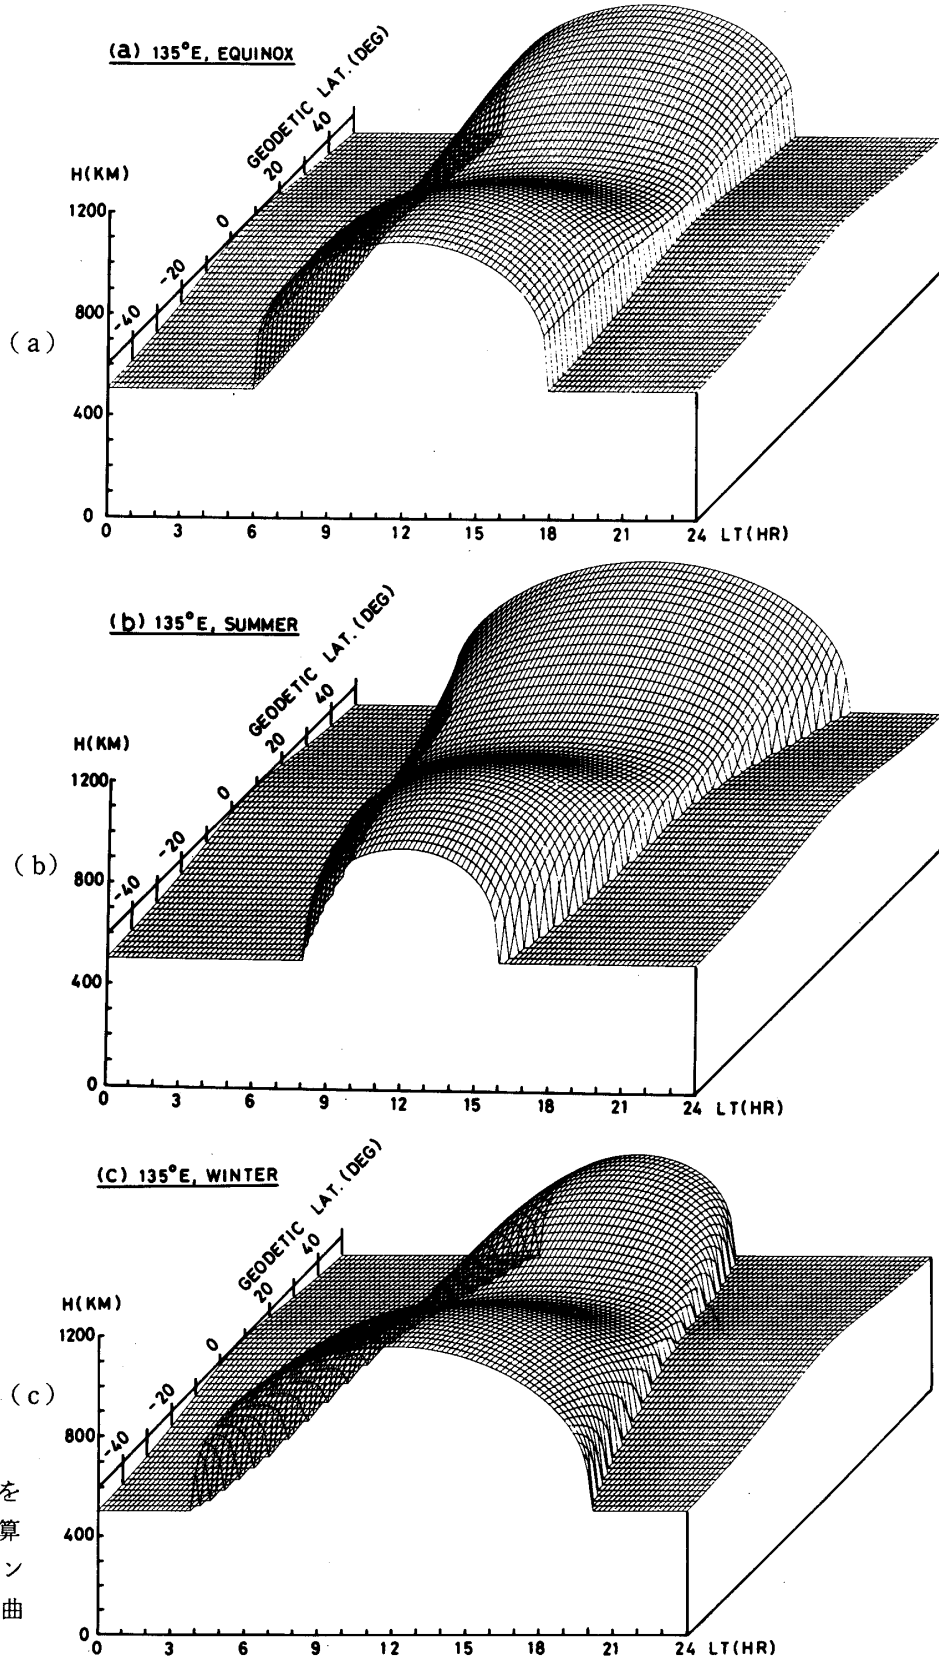 (a) 135°E, EQUINOX
GEODETIC LAT. (DEG)
40
20
0
-20
-40
H(KM)
1200
800
400
0
(a)
0 3 6 9 12 15 18 21 24 LT(HR)
(b) 135°E, SUMMER
GEODETIC LAT. (DEG)
40
20
0
-20
-40
H(KM)
1200
800
400
0
(b)
0 3 6 9 12 15 18 21 24 LT(HR)
(C) 135°E, WINTER
GEODETIC LAT. (DEG)
40
20
0
-20
-40
H(KM)
1200
800
400
0
(c)
0 3 6 9 12 15 18 21 24 LT(HR)
を
算
ン
曲